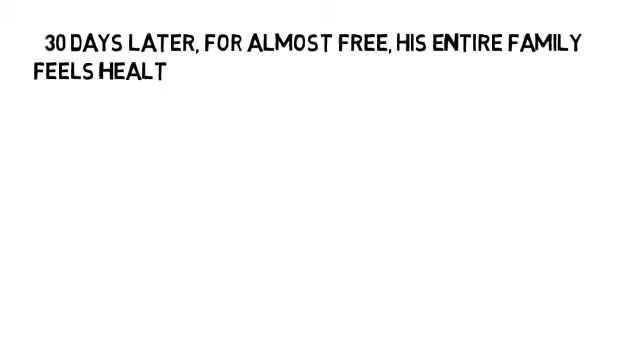 30 DAYS LATER, FOR ALMOST FREE, HIS ENTIRE FAMILY
FEELS HEALT